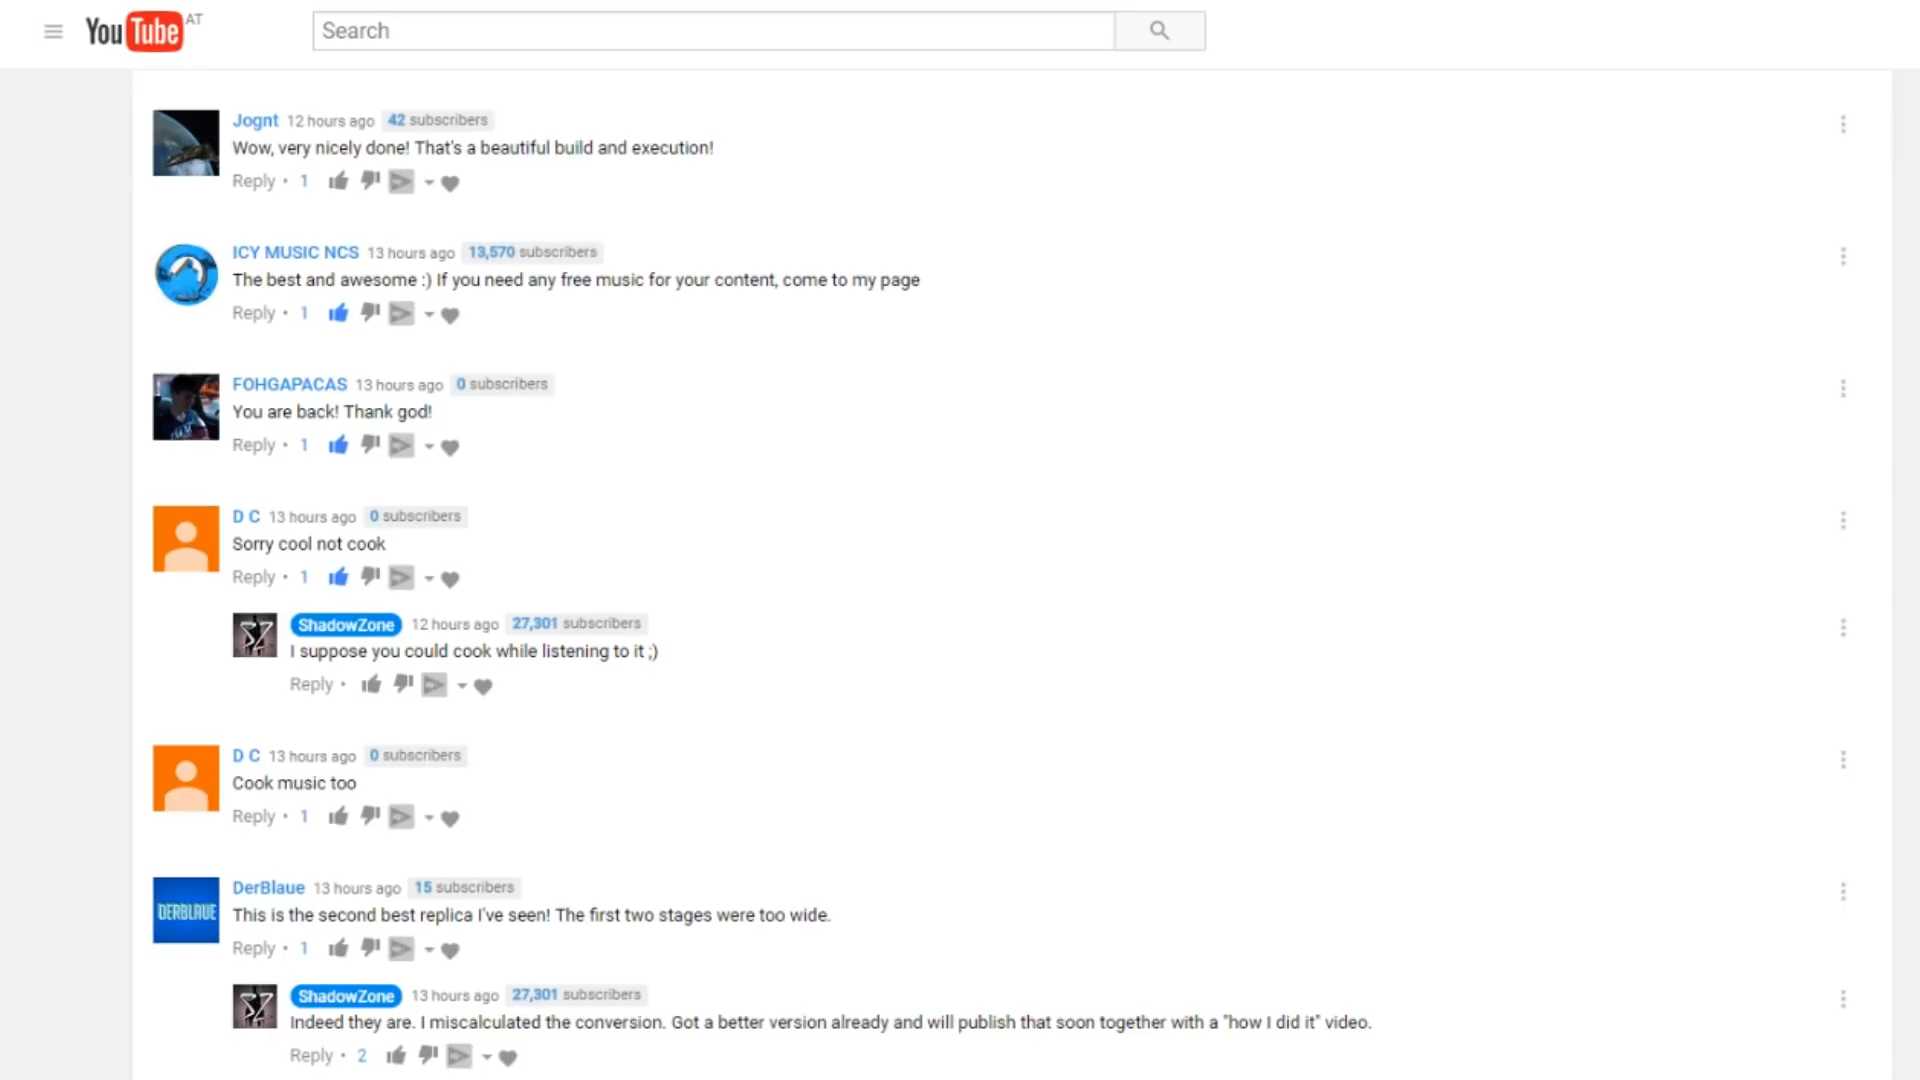 YouTube AT
Search
Jognt 12 hours ago 42 subscribers
Wow, very nicely done! That's a beautiful build and execution!
Reply • 1
ICY MUSIC NCS 13 hours ago 13,570 subscribers
The best and awesome :) If you need any free music for your content, come to my page
Reply • 1
FOHGAPACAS 13 hours ago 0 subscribers
You are back! Thank god!
Reply • 1
D C 13 hours ago 0 subscribers
Sorry cool not cook
Reply • 1
ShadowZone 12 hours ago 27,301 subscribers
I suppose you could cook while listening to it ;)
Reply •
D C 13 hours ago 0 subscribers
Cook music too
Reply • 1
DerBlaue 13 hours ago 15 subscribers
DERBLAUE
This is the second best replica I've seen! The first two stages were too wide.
Reply • 1
ShadowZone 13 hours ago 27,301 subscribers
Indeed they are. I miscalculated the conversion. Got a better version already and will publish that soon together with a "how I did it" video.
Reply • 2